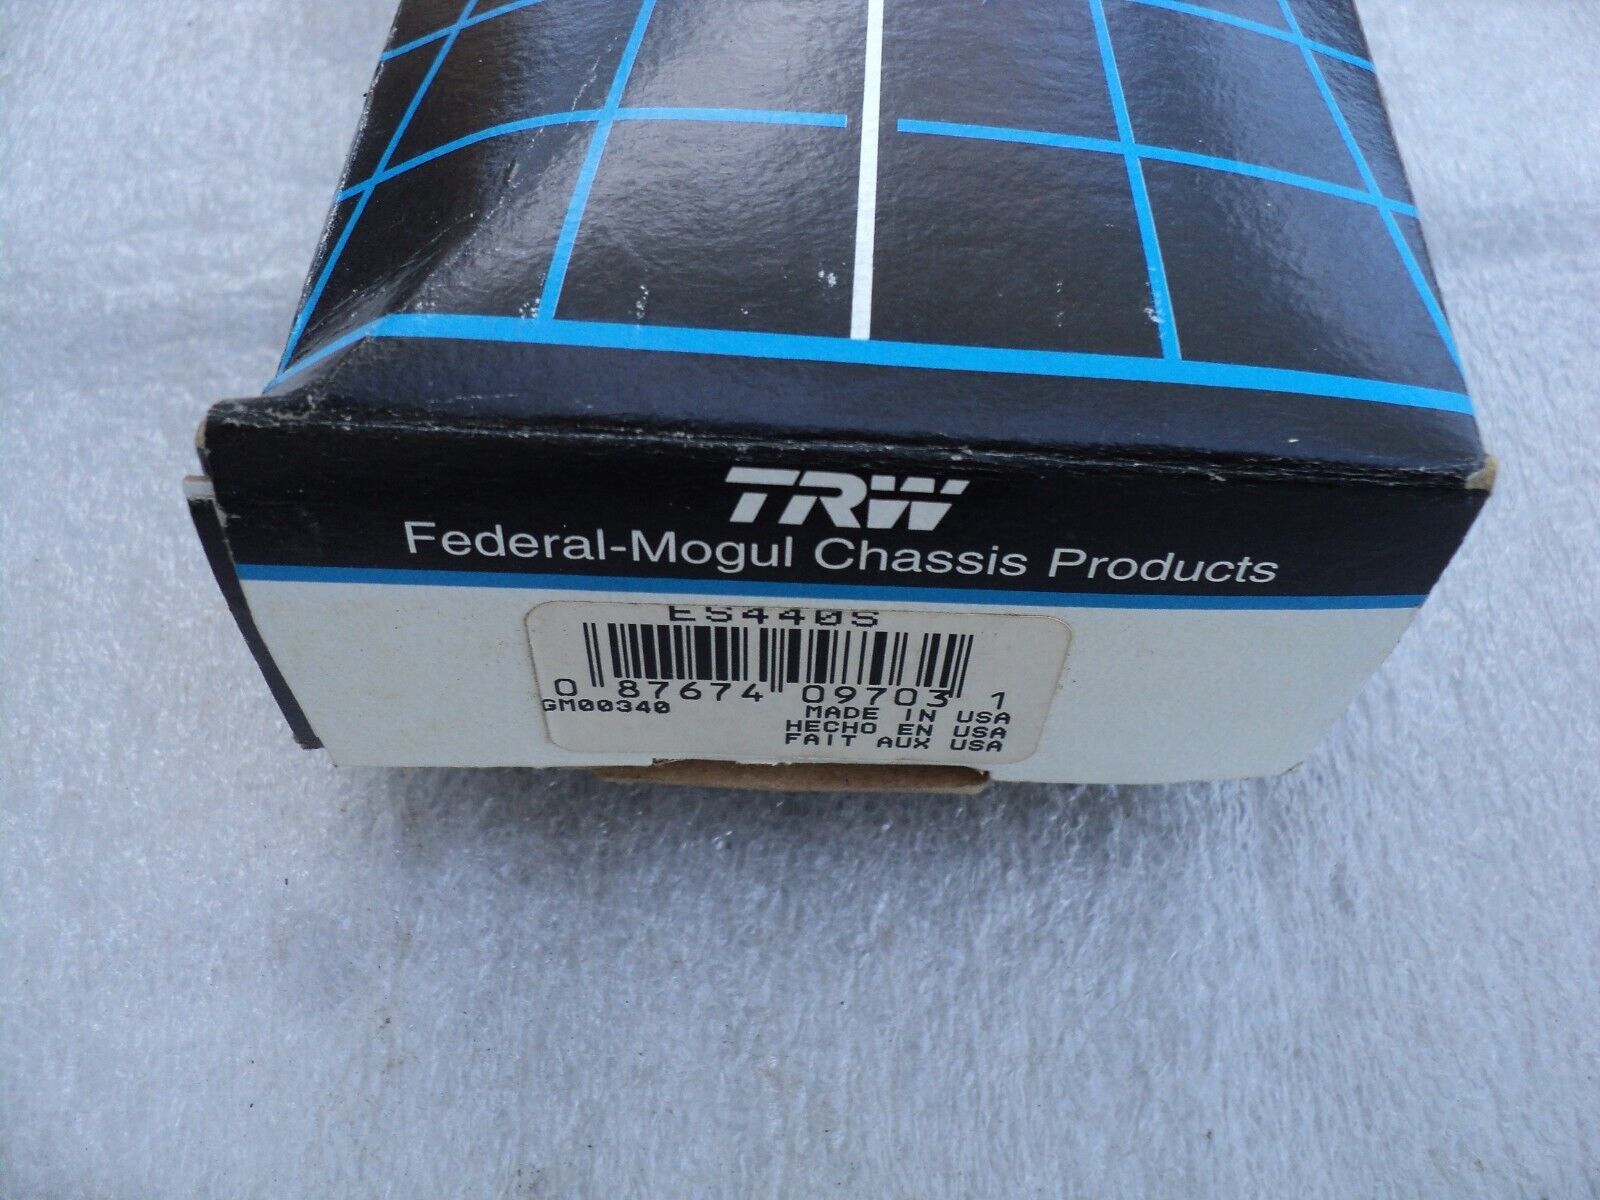 TRW
Federal-Mogul Chassis Products
ES440S
0 87674 09703 1
GM00340
MADE IN USA
HECHO EN USA
FAIT AUX USA